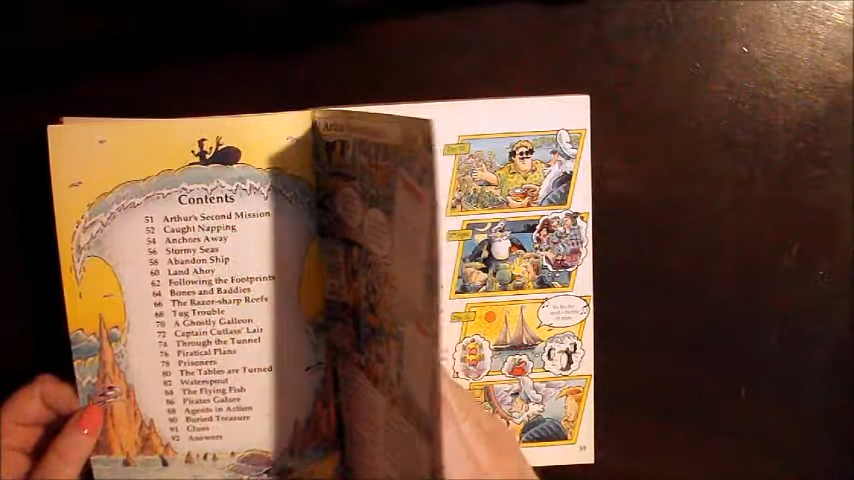 Contents
51 Arthur's Second Mission
52 Caught Napping
54 Anchors Away
56 Stormy Seas
58 Abandon Ship
60 Land Ahoy
62 Following the Footprints
64 Bones and Baddies
66 The Razor-sharp Reefs
68 Tug Trouble
70 A Ghostly Galleon
72 Captain Cutlass' Lair
74 Through the Tunnel
76 Piratical Plans
78 Prisoners
80 The Tables are Turned
82 Waterspout
84 The Flying Fish
86 Pirates Galore
88 Agents in Action
90 Buried Treasure
91 Clues
92 Answers